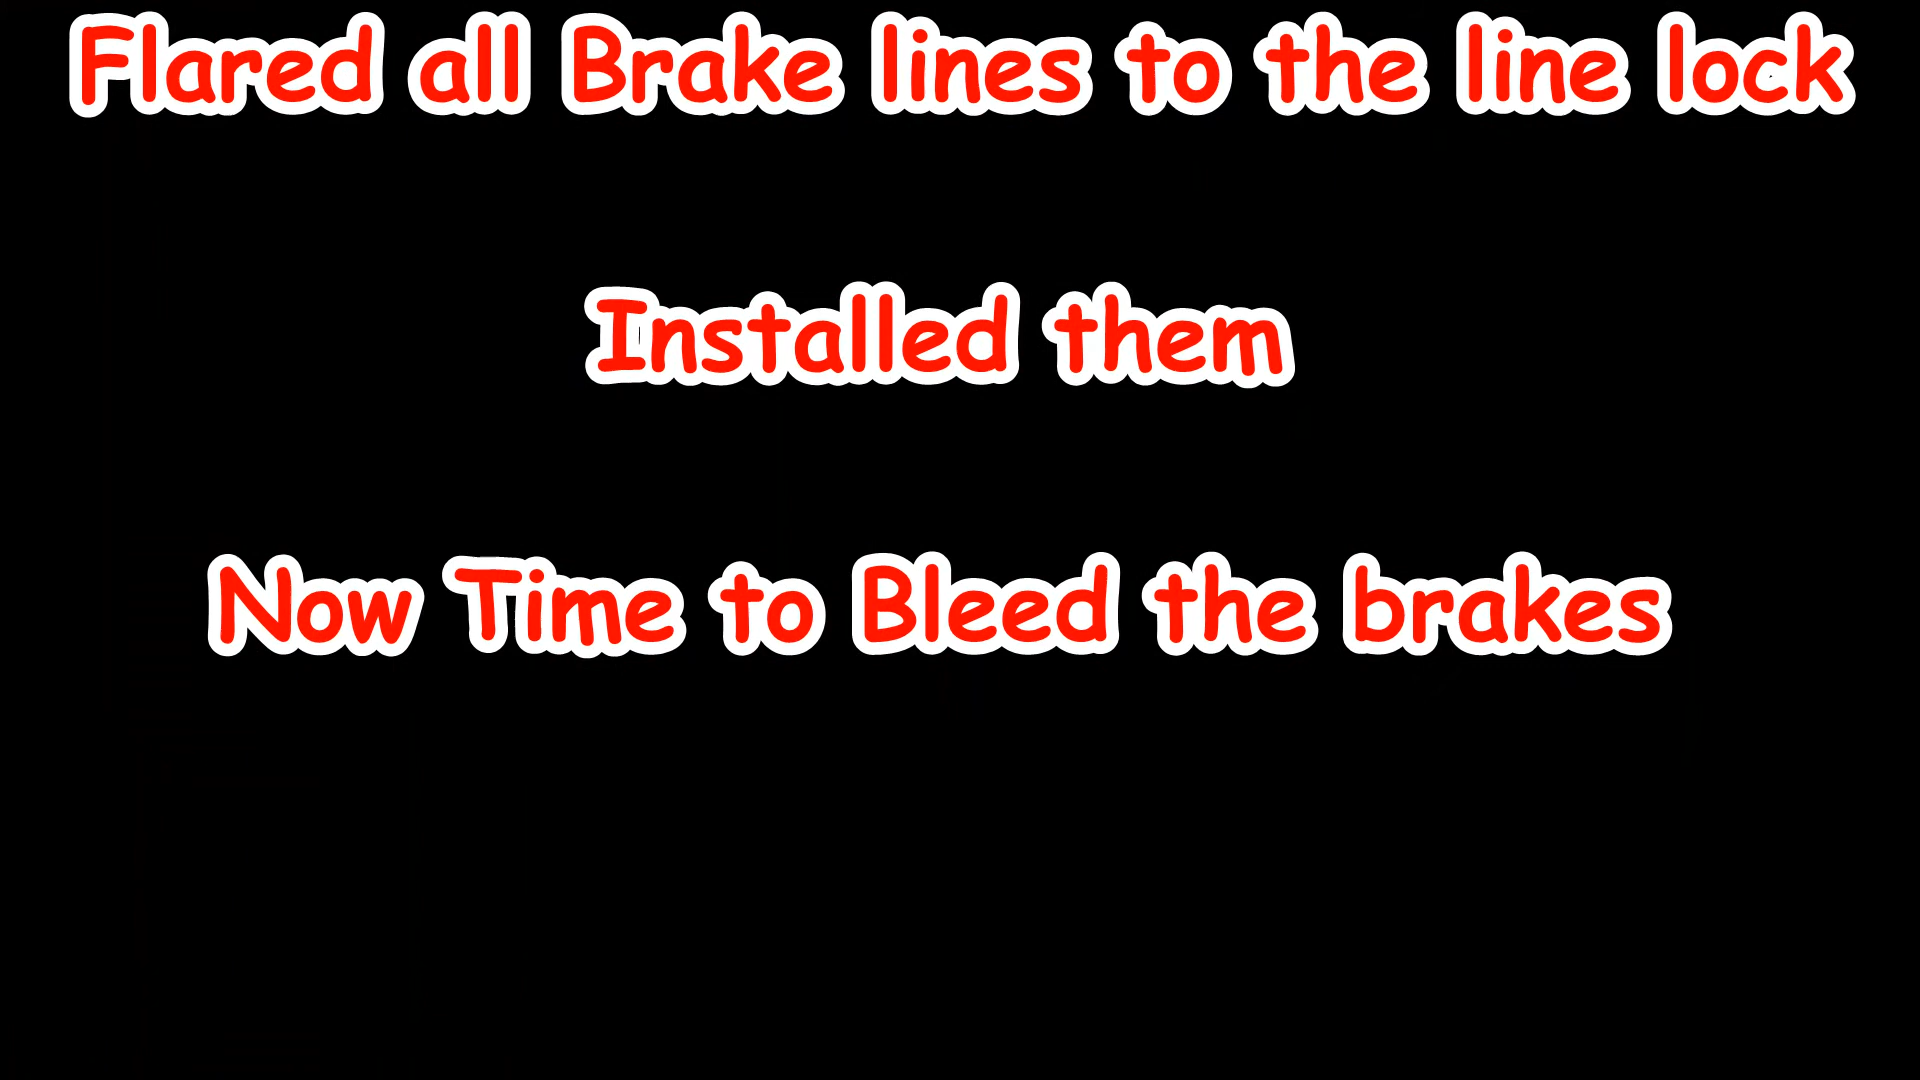 Flared all Brake lines to the line lock
Installed them
Now Time to Bleed the brakes